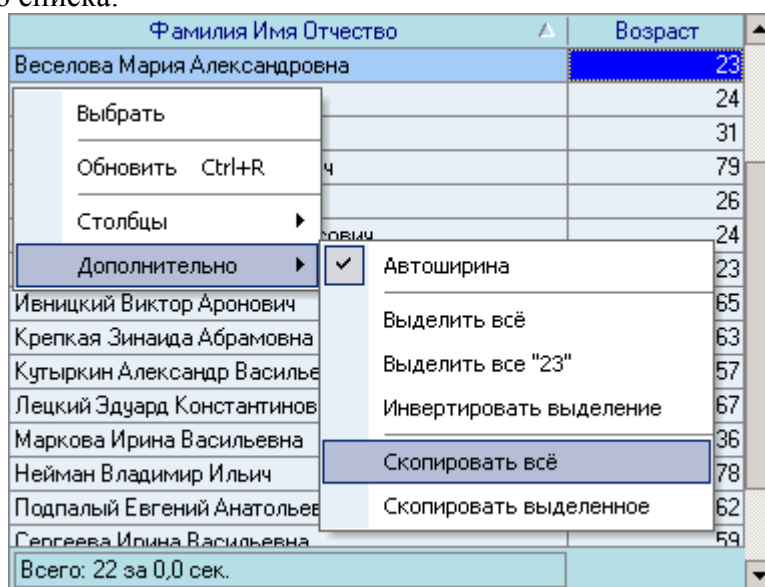 о списка.
Фамилия Имя Отчество Возраст
Веселова Мария Александровна 23
24
Выбрать
31
Обновить Ctrl+R ч 79
26
Столбцы ович 24
Дополнительно Автоширина 23
Ивницкий Виктор Аронович 65
Выделить всё
Крепкая Зинаида Абрамовна 63
Кутыркин Александр Василье Выделить все "23" 57
Лецкий Эдуард Константинов Инвертировать выделение 67
Маркова Ирина Васильевна 36
Скопировать всё
Нейман Владимир Ильич 78
Подпалый Евгений Анатольев Скопировать выделенное 62
Сергеева Ирина Васильевна 59
Всего: 22 за 0,0 сек.